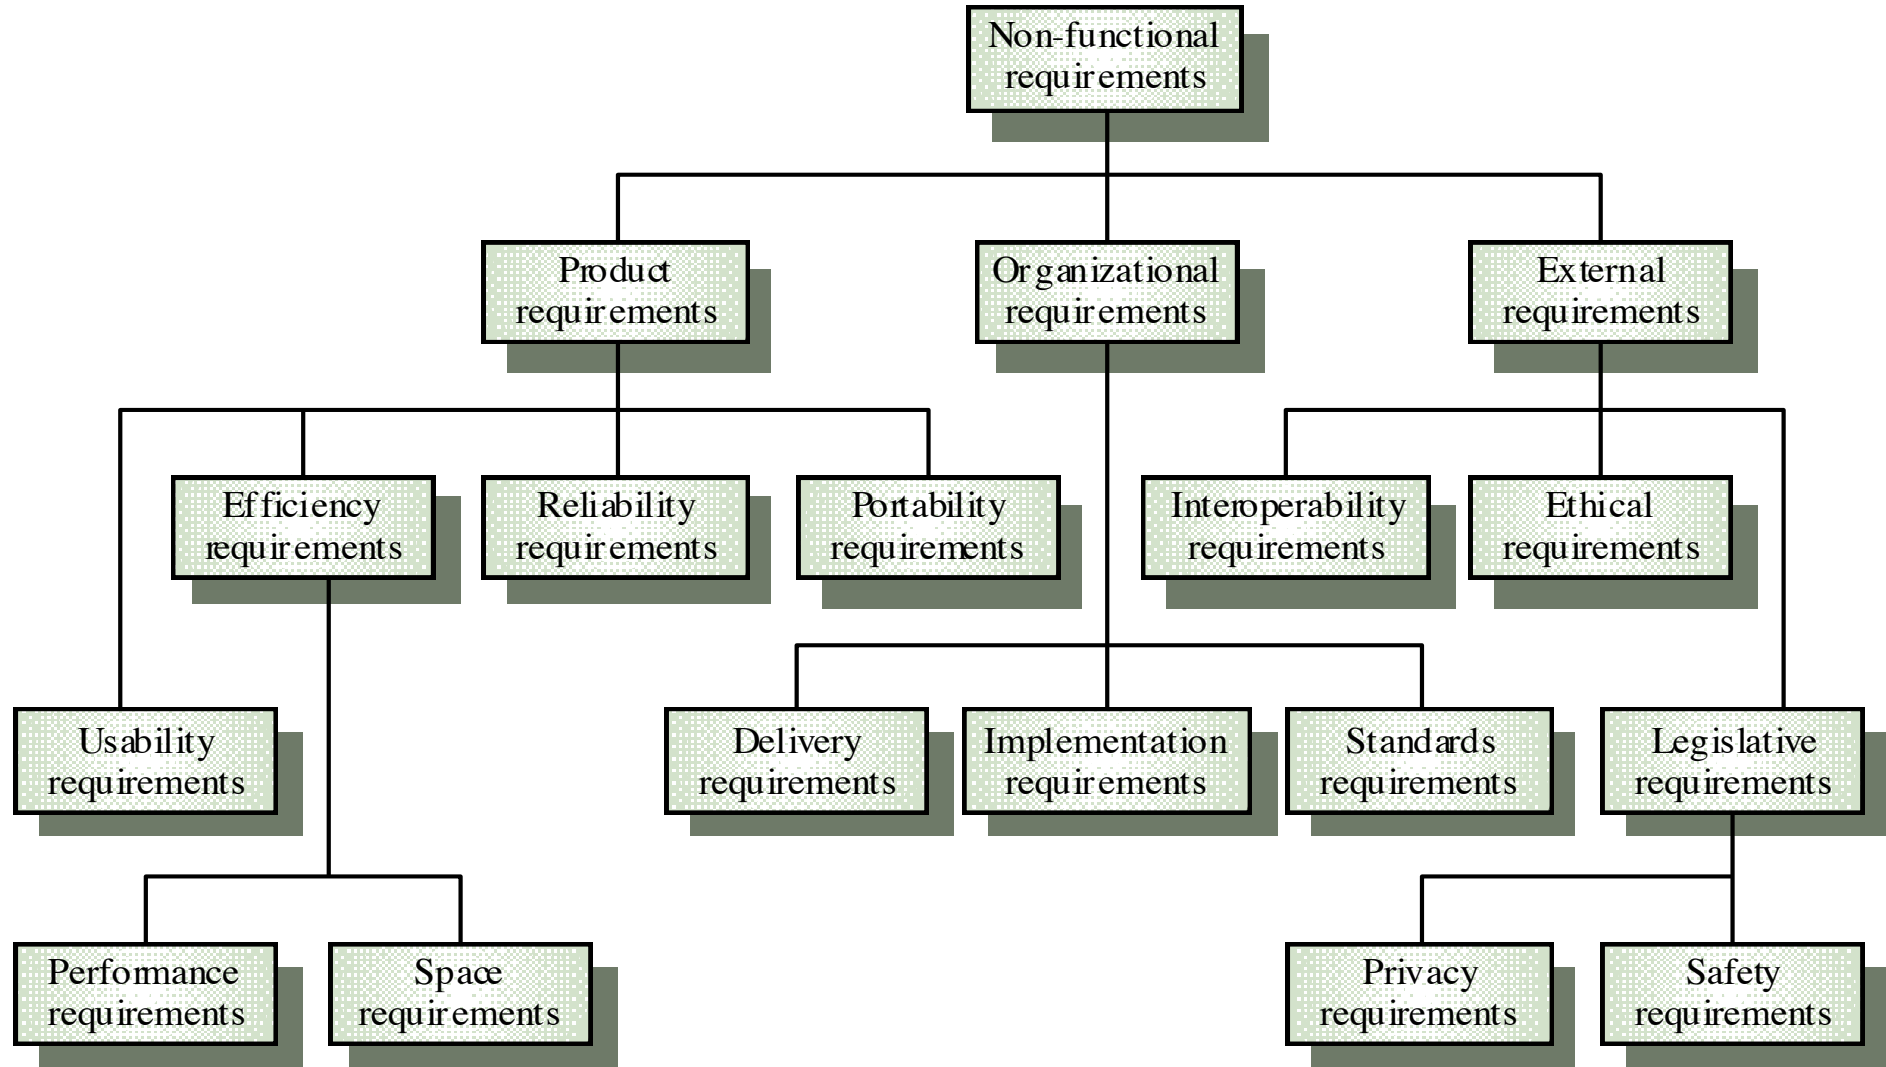 Non-functional
requirements
Product
requirements
Organizational
requirements
External
requirements
Efficiency
requirements
Reliability
requirements
Portability
requirements
Interoperability
requirements
Ethical
requirements
Usability
requirements
Delivery
requirements
Implementation
requirements
Standards
requirements
Legislative
requirements
Performance
requirements
Space
requirements
Privacy
requirements
Safety
requirements